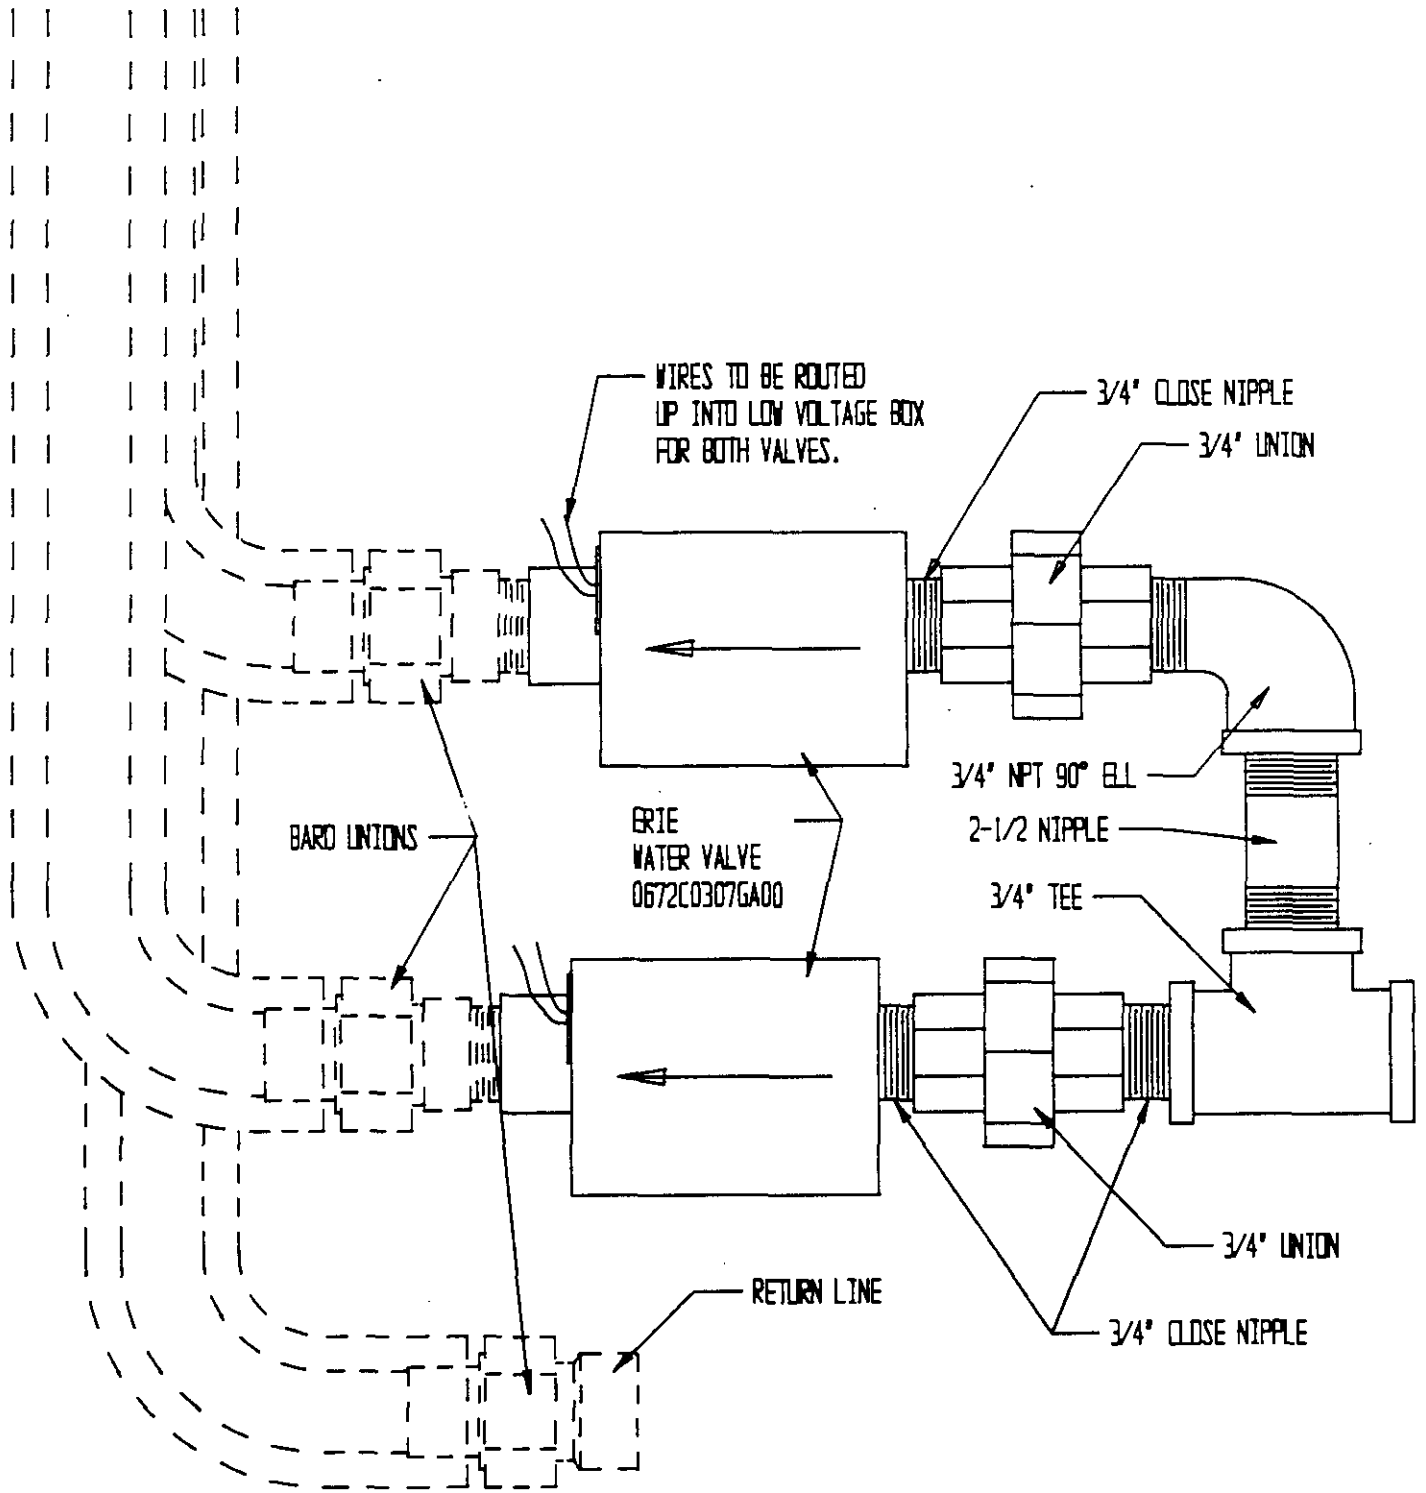 WIRES TO BE ROUTED
UP INTO LOW VOLTAGE BOX
FOR BOTH VALVES.
3/4" CLOSE NIPPLE
3/4" UNION
3/4" NPT 90° ELL
2-1/2 NIPPLE
3/4" TEE
BARD UNIONS
ERIE
WATER VALVE
0672C0307GA00
3/4" UNION
RETURN LINE
3/4" CLOSE NIPPLE